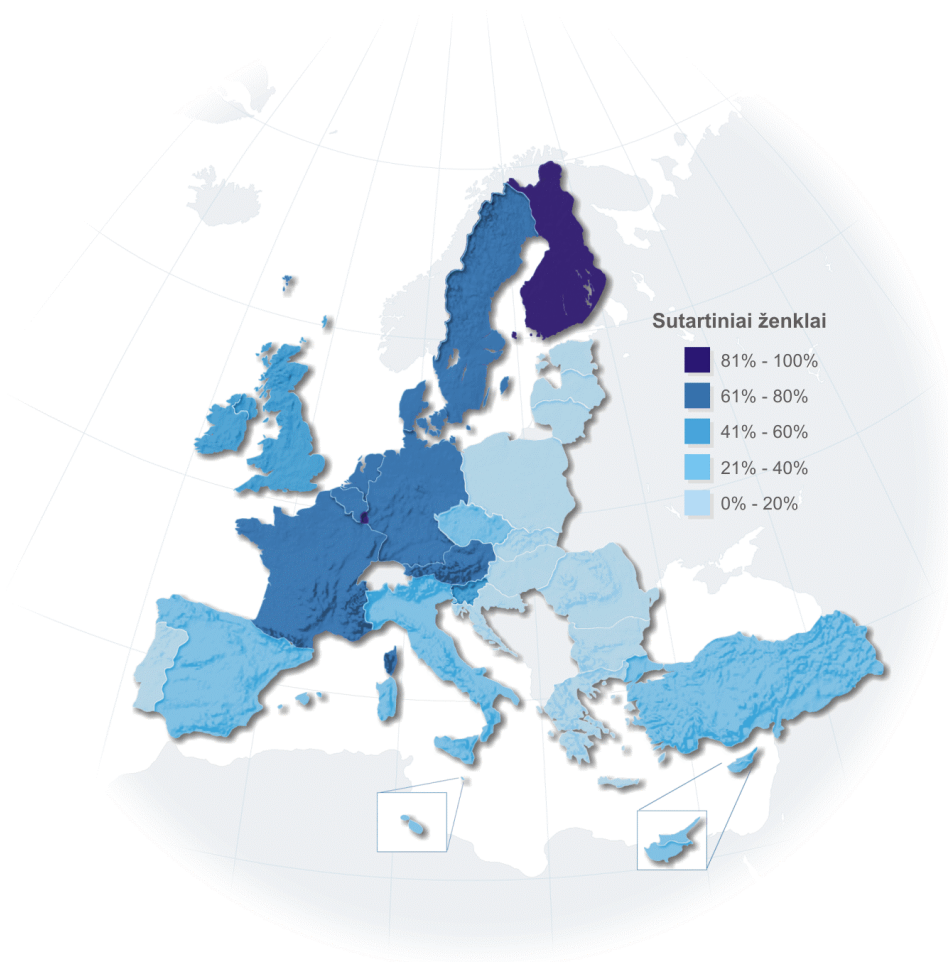 Sutartiniai ženklai
81% - 100%
61% - 80%
41% - 60%
21% - 40%
0% - 20%